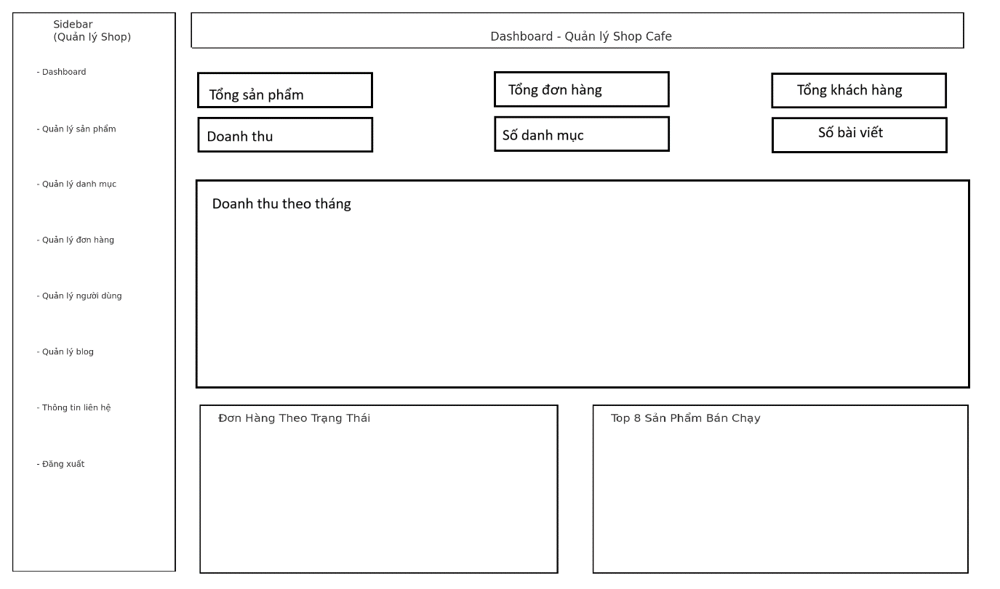 Sidebar
(Quản lý Shop)
- Dashboard
- Quản lý sản phẩm
- Quản lý danh mục
- Quản lý đơn hàng
- Quản lý người dùng
- Quản lý blog
- Thông tin liên hệ
- Đăng xuất
Dashboard - Quản lý Shop Cafe
Tổng sản phẩm
Tổng đơn hàng
Tổng khách hàng
Doanh thu
Số danh mục
Số bài viết
Doanh thu theo tháng
Đơn Hàng Theo Trạng Thái
Top 8 Sản Phẩm Bán Chạy